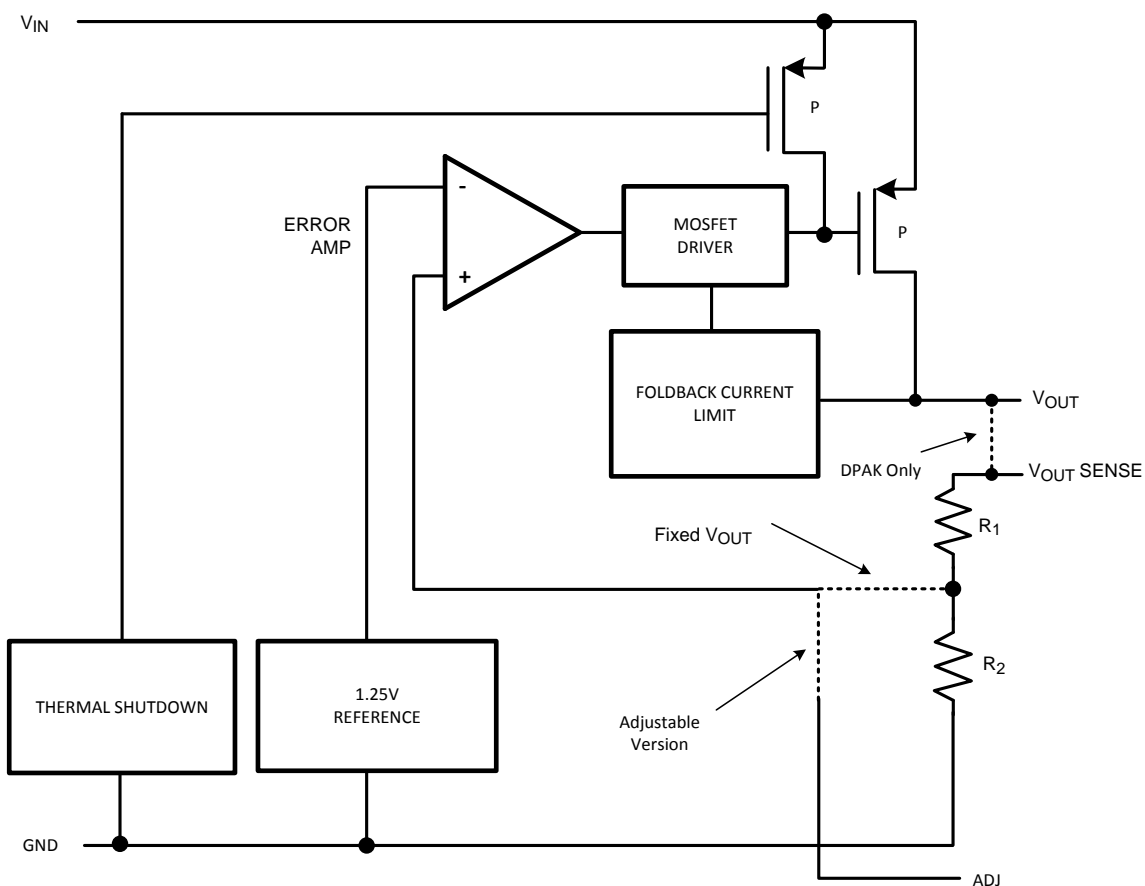 VIN
P
ERROR
AMP
-
+
MOSFET
DRIVER
P
FOLDBACK CURRENT
LIMIT
VOUT
DPAK Only
VOUT SENSE
R1
Fixed VOUT
R2
THERMAL SHUTDOWN
1.25V
REFERENCE
Adjustable
Version
GND
ADJ